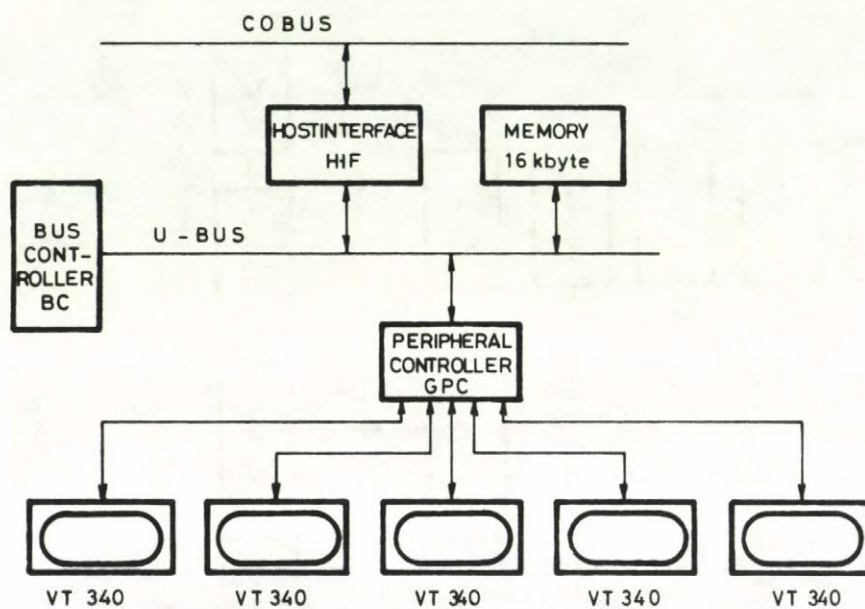 COBUS
HOSTINTERFACE
HIF
MEMORY
16 kbyte
BUS
CONT-
ROLLER
BC
U - BUS
PERIPHERAL
CONTROLLER
GPC
VT 340
VT 340
VT 340
VT 340
VT 340